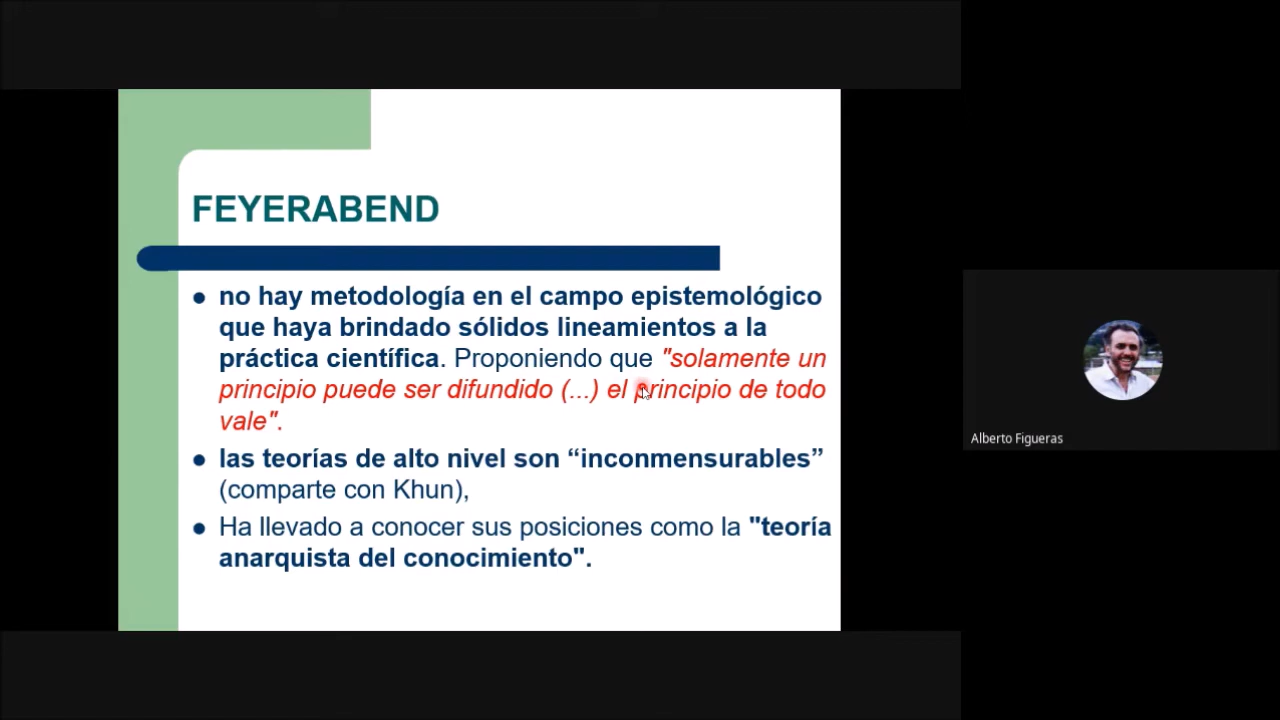 FEYERABEND
● no hay metodología en el campo epistemológico
que haya brindado sólidos lineamientos a la
práctica científica. Proponiendo que "solamente un
principio puede ser difundido (...) el principio de todo
vale".
● las teorías de alto nivel son “inconmensurables”
(comparte con Khun),
● Ha llevado a conocer sus posiciones como la "teoría
anarquista del conocimiento".
Alberto Figueras